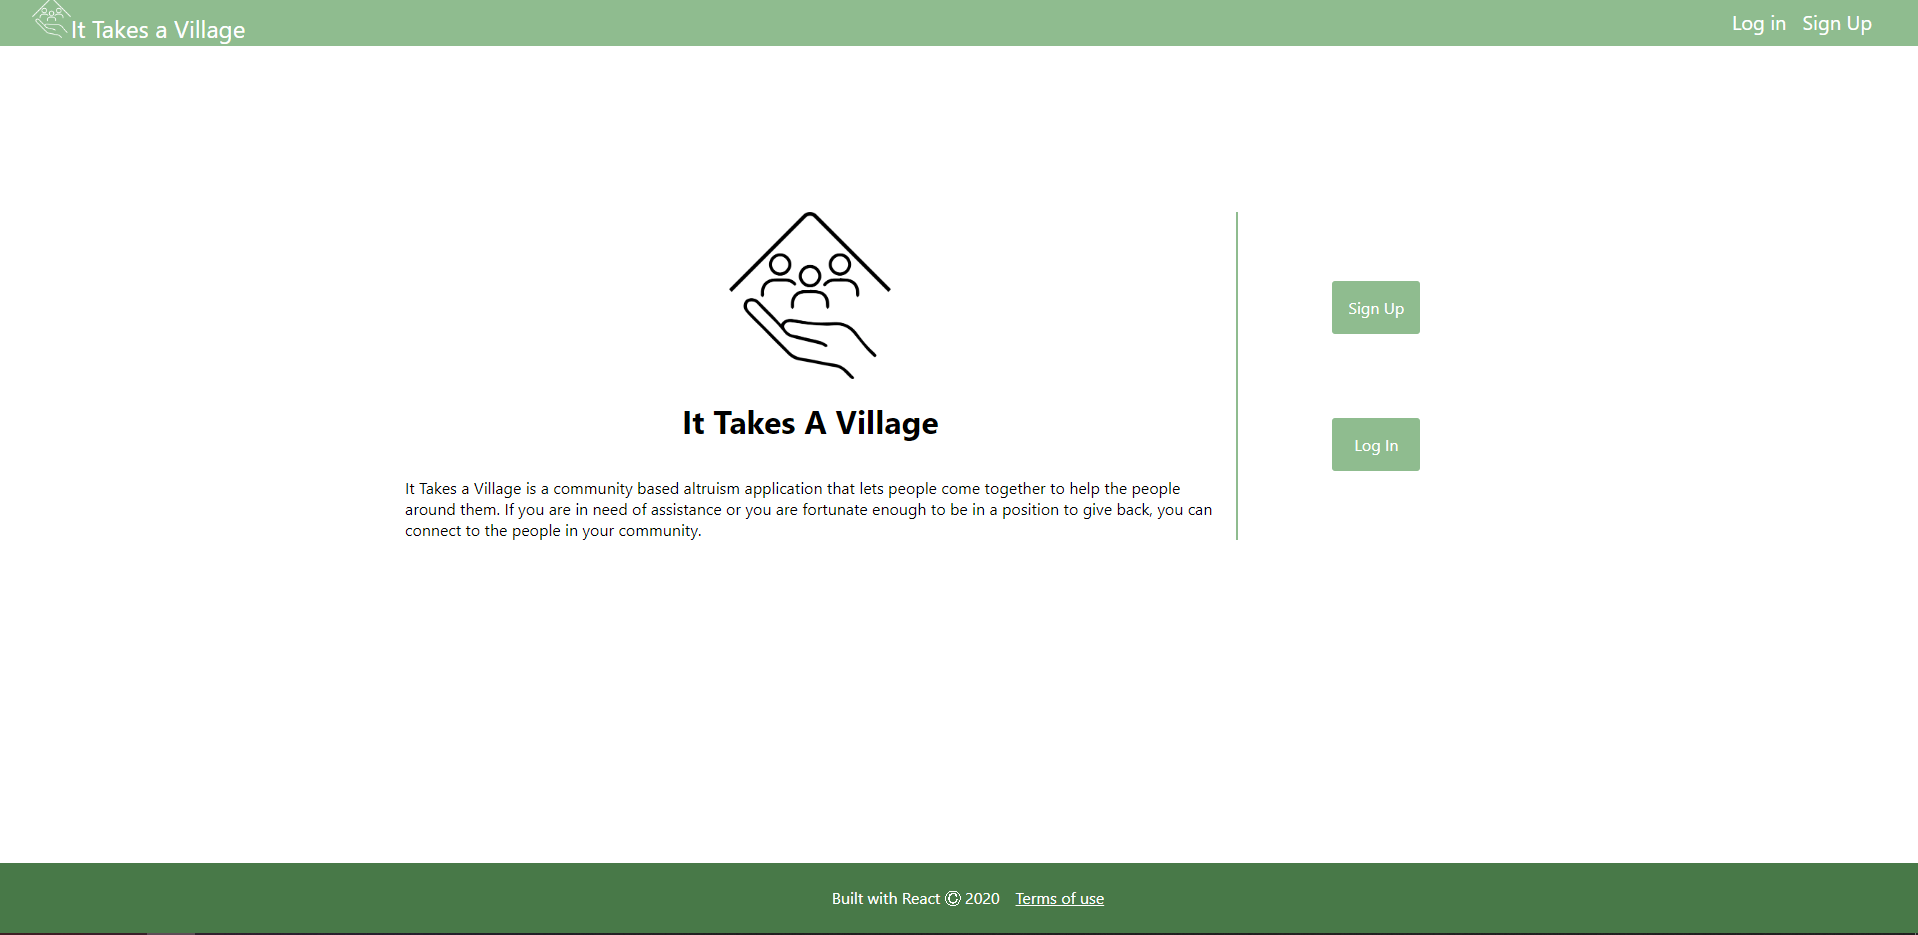 It Takes a Village
Log in Sign Up
It Takes A Village
It Takes a Village is a community based altruism application that lets people come together to help the people
around them. If you are in need of assistance or you are fortunate enough to be in a position to give back, you can
connect to the people in your community.
Sign Up
Log In
Built with React © 2020 Terms of use